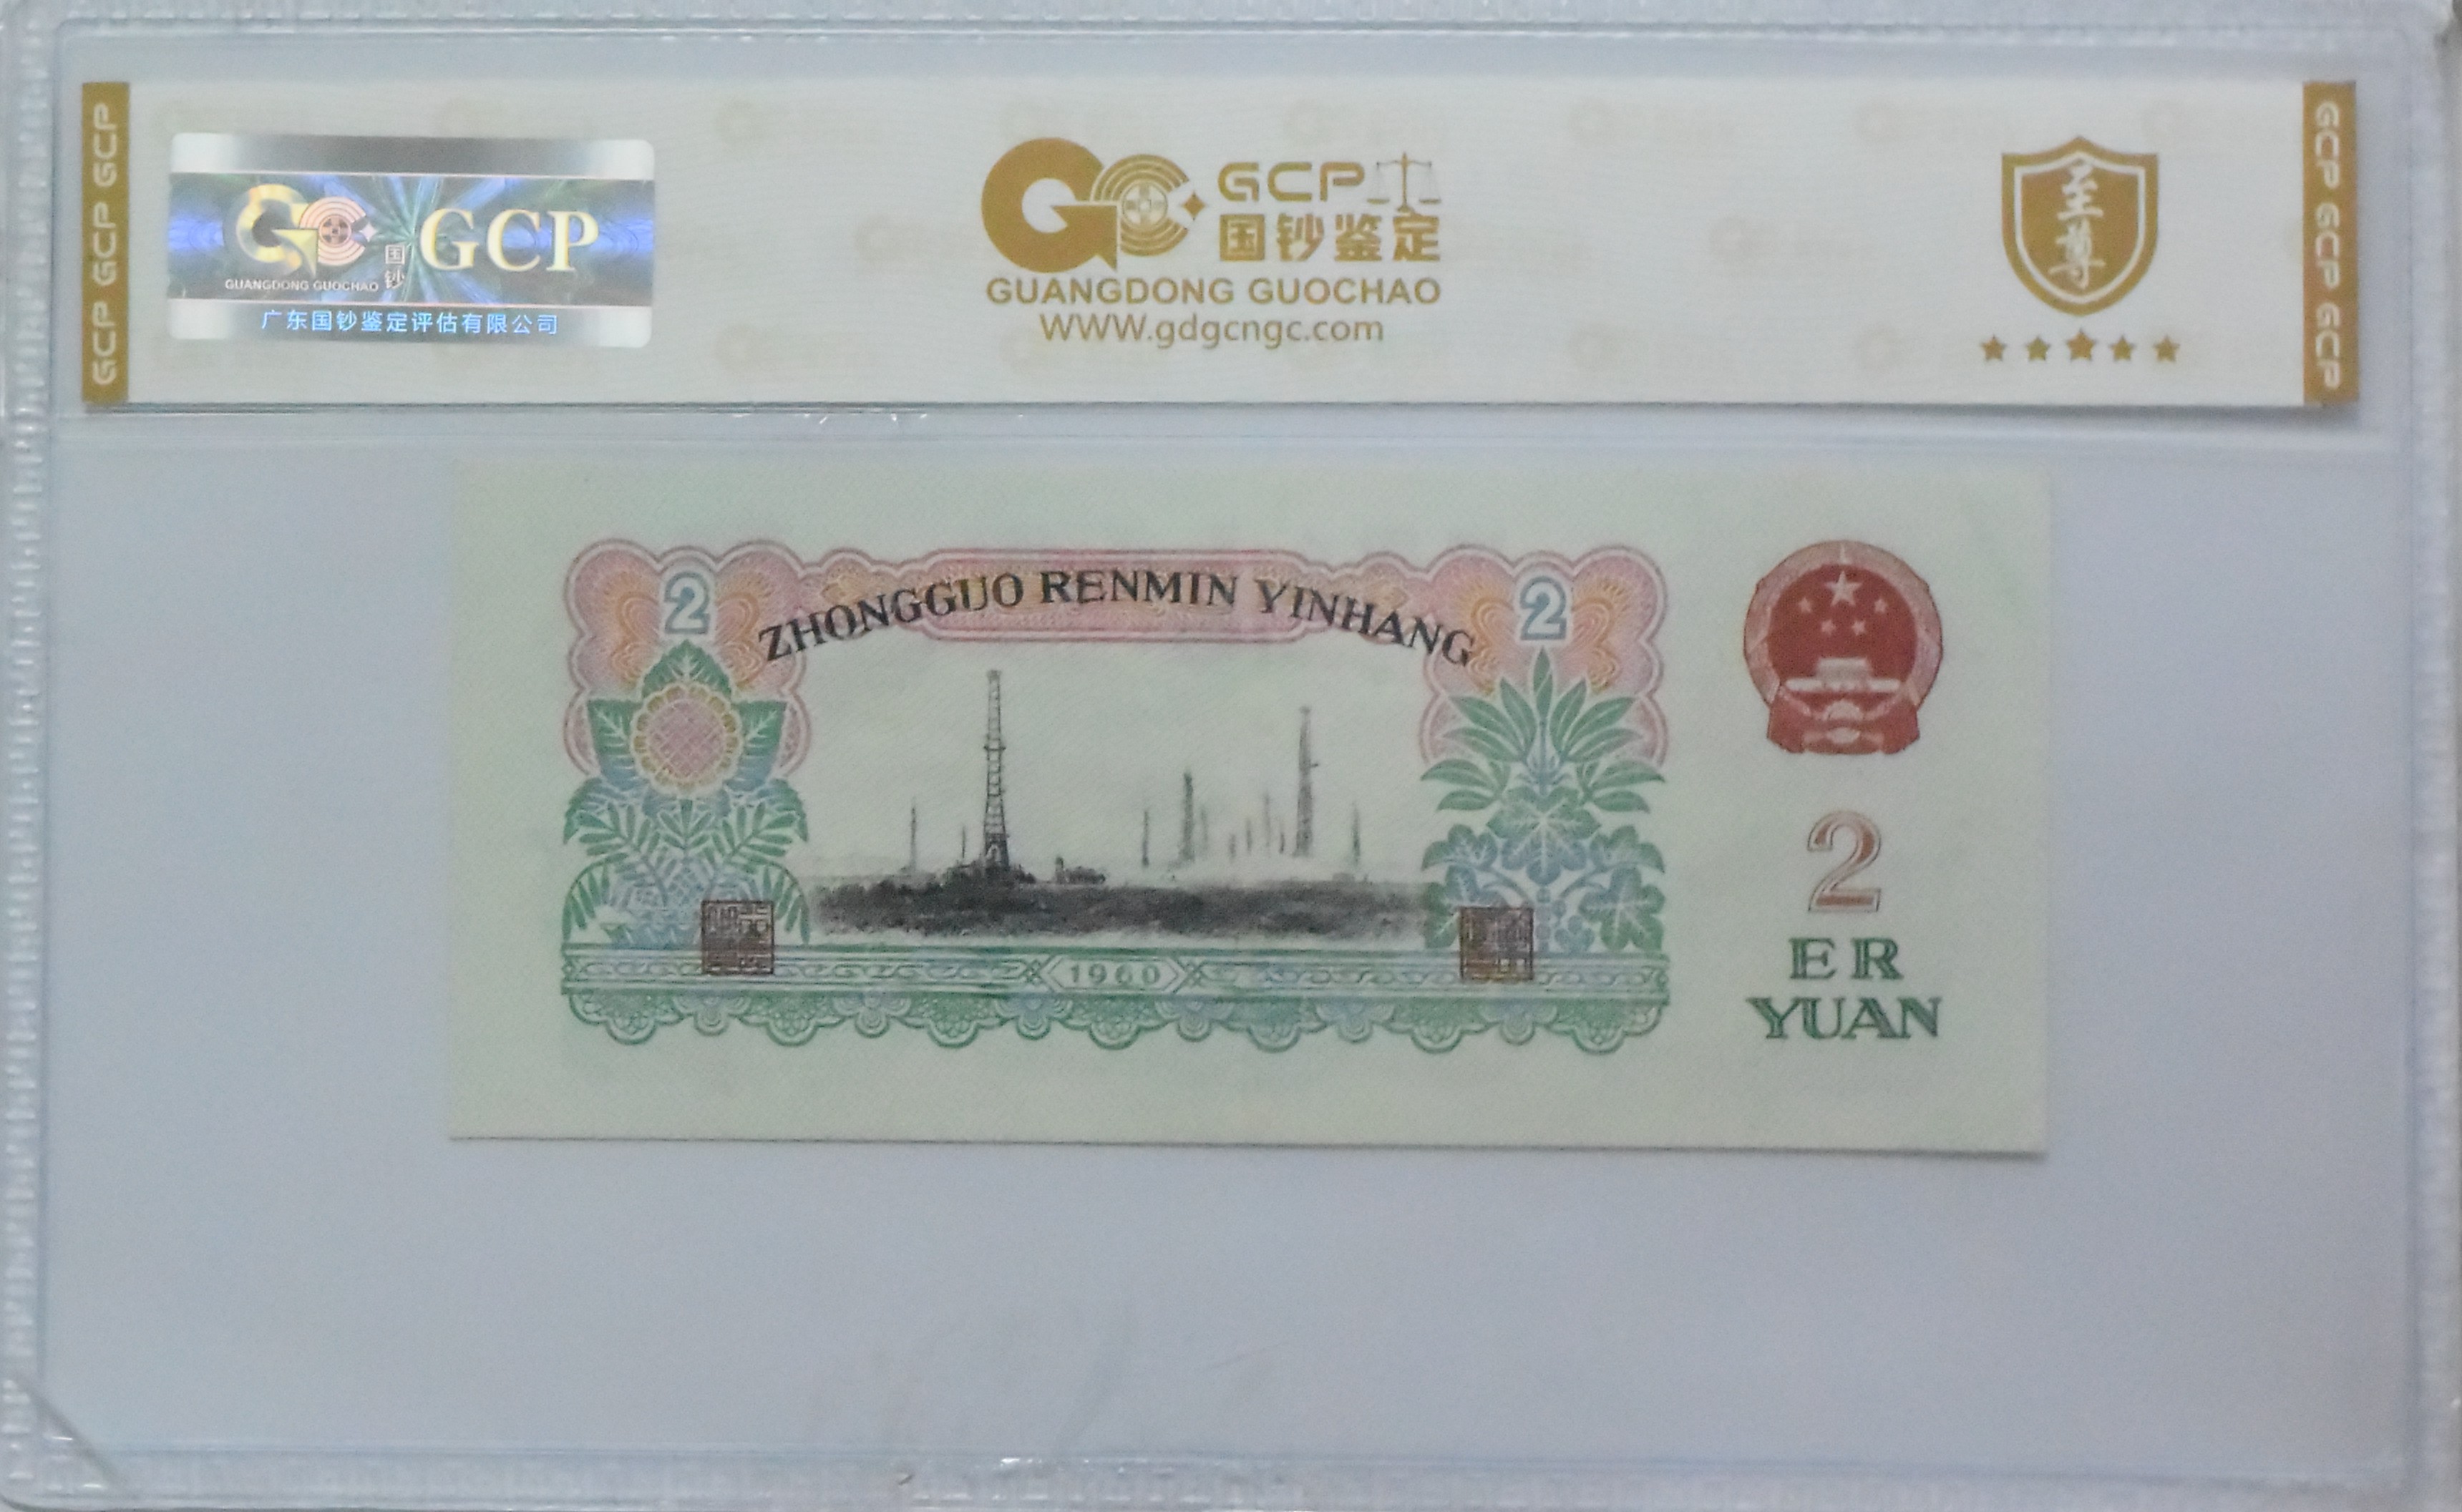 GCP GCP GCP
GCP
国
钞
GUANGDONG GUOCHAO
广东国钞鉴定评估有限公司
GCP
国钞鉴定
GUANGDONG GUOCHAO
WWW.gdgcngc.com
至
尊
GCP GCP GCP
2
ZHONGGUO RENMIN YINHANG
2
1960
2
ER
YUAN